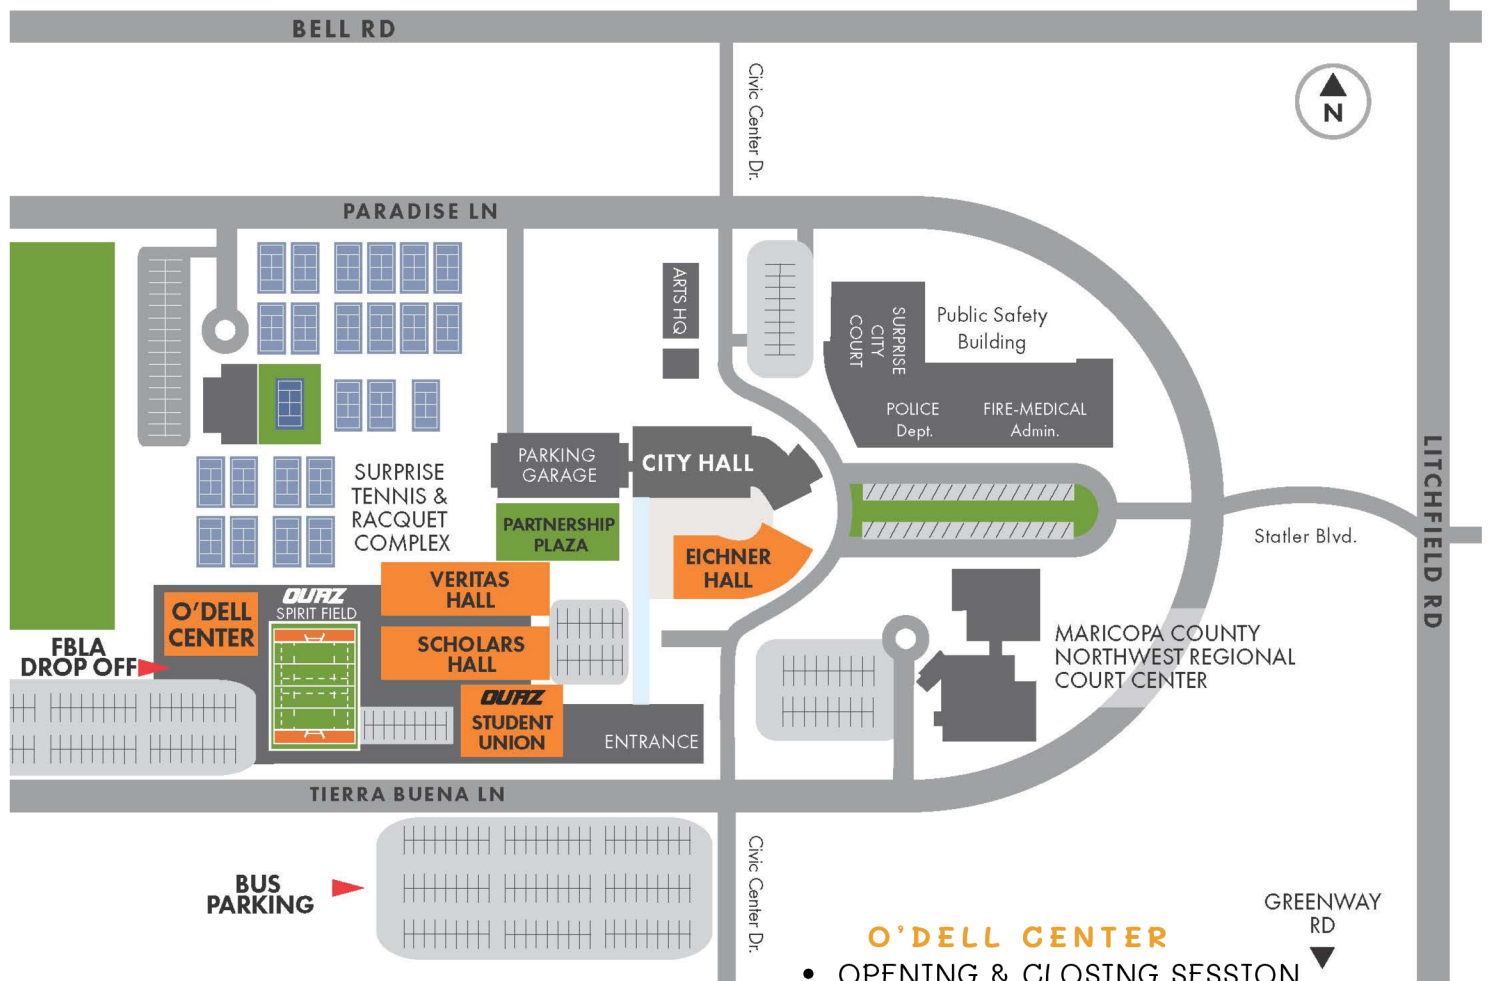 BELL RD
Civic Center Dr.
N
PARADISE LN
ARTS HQ
SURPRISE
CITY
COURT
Public Safety
Building
POLICE
Dept.
FIRE-MEDICAL
Admin.
PARKING
GARAGE
CITY HALL
SURPRISE
TENNIS &
RACQUET
COMPLEX
PARTNERSHIP
PLAZA
EICHNER
HALL
Statler Blvd.
LITCHFIELD RD
VERITAS
HALL
OUAZ
SPIRIT FIELD
O'DELL
CENTER
SCHOLARS
HALL
FBLA
DROP OFF
MARICOPA COUNTY
NORTHWEST REGIONAL
COURT CENTER
OUAZ
STUDENT
UNION
ENTRANCE
TIERRA BUENA LN
Civic Center Dr.
BUS
PARKING
GREENWAY
RD
O'DELL CENTER
• OPENING & CLOSING SESSION